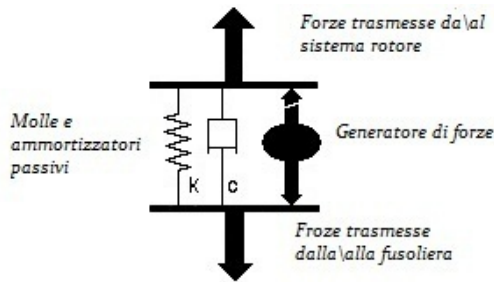 Forze trasmesse da\al
sistema rotore
Molle e
ammortizzatori
passivi
Generatore di forze
K
c
Froze trasmesse
dalla\alla fusoliera